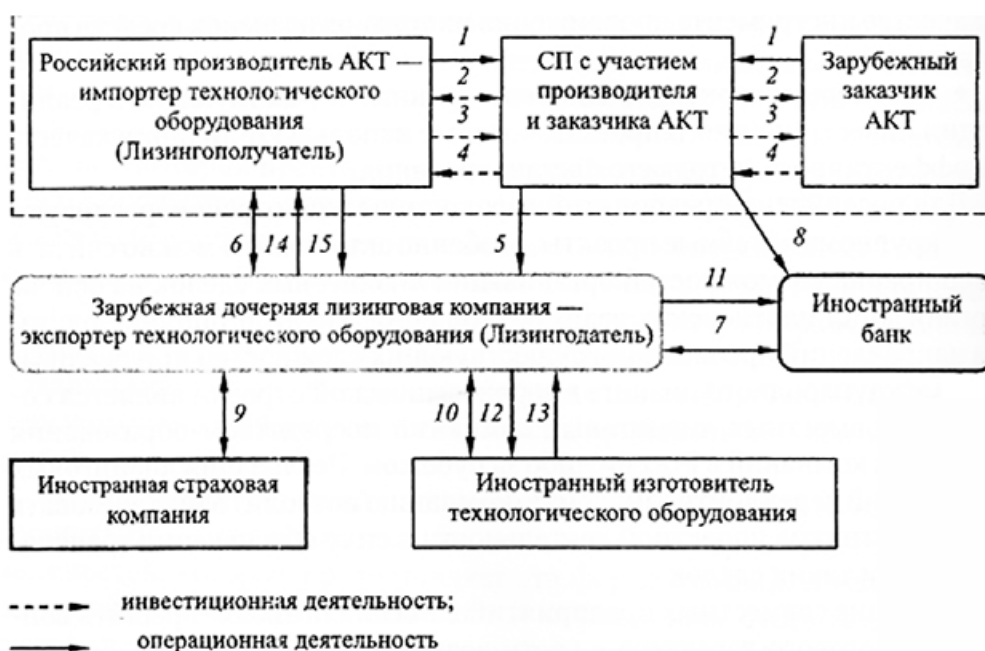 Российский производитель АКТ —
импортер технологического
оборудования
(Лизингополучатель)
1
2
3
4
СП с участием
производителя
и заказчика АКТ
1
2
3
4
Зарубежный
заказчик
АКТ
6
14
15
5
8
Зарубежная дочерняя лизинговая компания —
экспортер технологического оборудования (Лизингодатель)
11
7
Иностранный
банк
9
10
12
13
Иностранная страховая
компания
Иностранный изготовитель
технологического оборудования
инвестиционная деятельность;
операционная деятельность